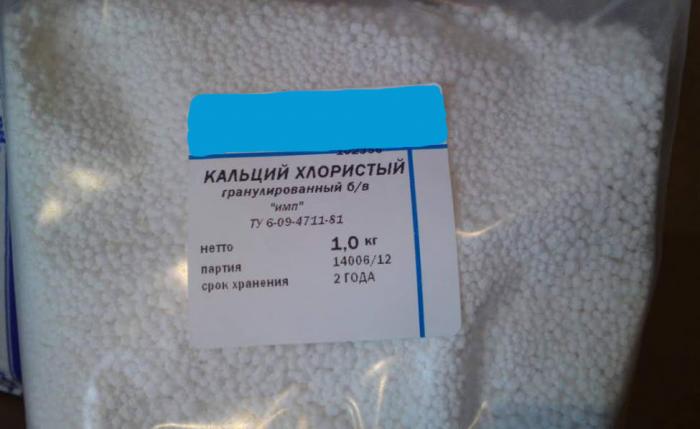 КАЛЬЦИЙ ХЛОРИСТЫЙ
гранулированный б/в
"имп"
ТУ 6-09-4711-81
нетто 1,0 кг
партия 14006/12
срок хранения 2 ГОДА